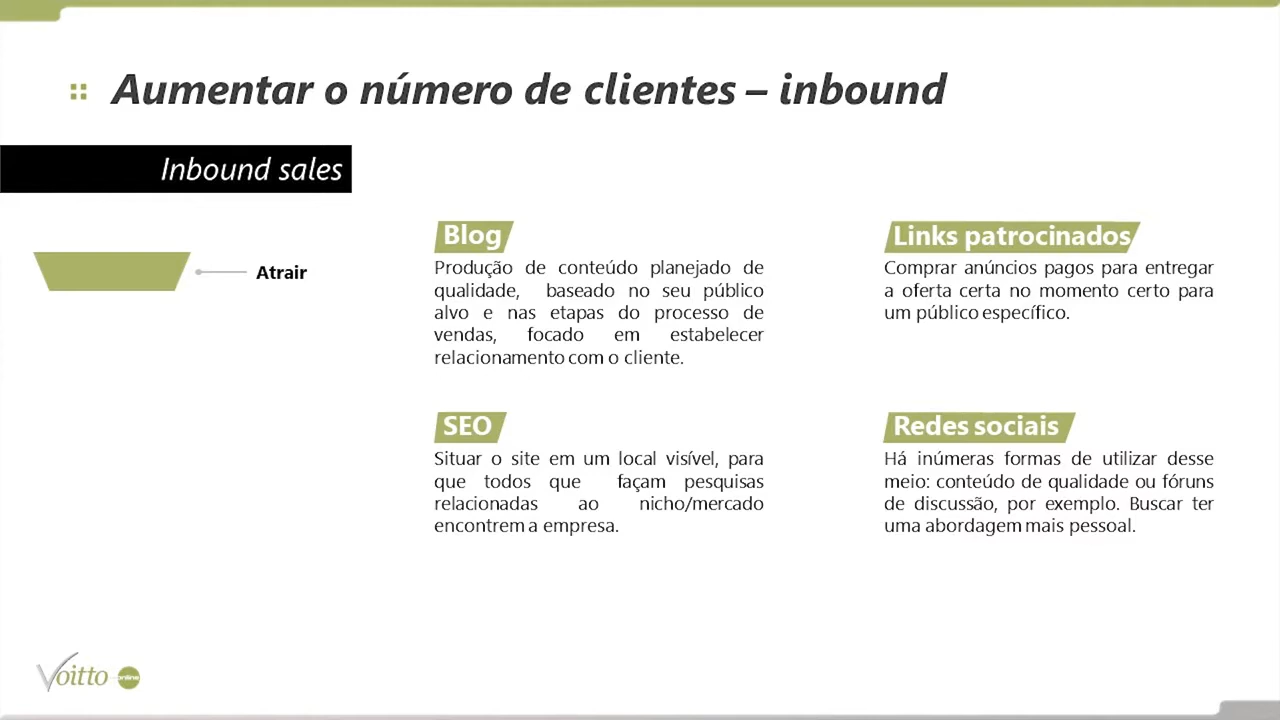 Aumentar o número de clientes – inbound
Inbound sales
Atrair
Blog
Produção de conteúdo planejado de
qualidade, baseado no seu público
alvo e nas etapas do processo de
vendas, focado em estabelecer
relacionamento com o cliente.
Links patrocinados
Comprar anúncios pagos para entregar
a oferta certa no momento certo para
um público específico.
SEO
Situar o site em um local visível, para
que todos que façam pesquisas
relacionadas ao nicho/mercado
encontrem a empresa.
Redes sociais
Há inúmeras formas de utilizar desse
meio: conteúdo de qualidade ou fóruns
de discussão, por exemplo. Buscar ter
uma abordagem mais pessoal.
Voitto online